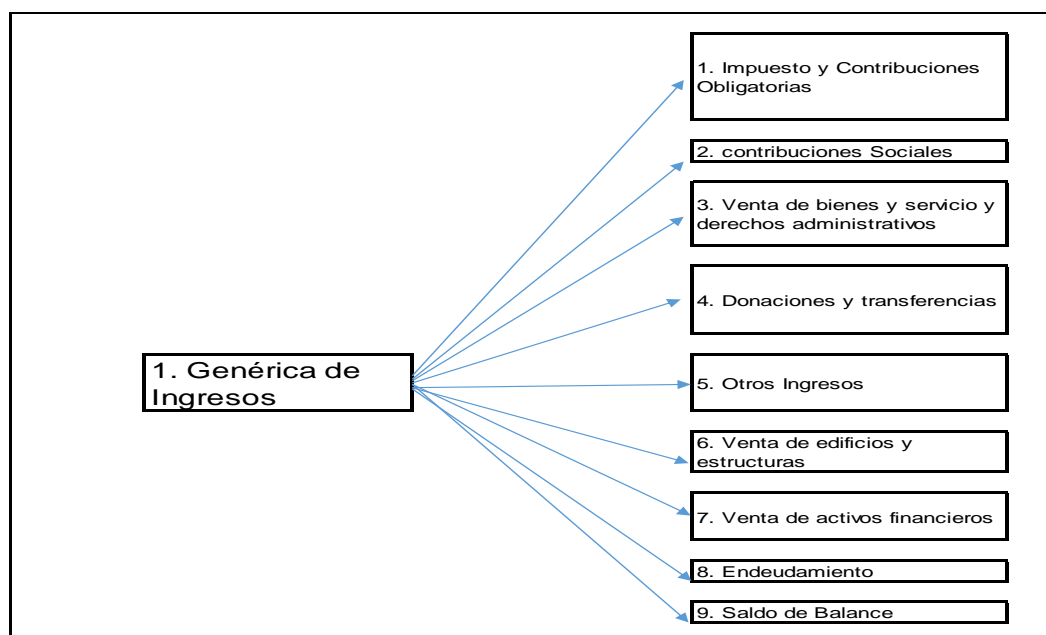 1. Genérica de
Ingresos
1. Impuesto y Contribuciones
Obligatorias
2. contribuciones Sociales
3. Venta de bienes y servicio y
derechos administrativos
4. Donaciones y transferencias
5. Otros Ingresos
6. Venta de edificios y
estructuras
7. Venta de activos financieros
8. Endeudamiento
9. Saldo de Balance